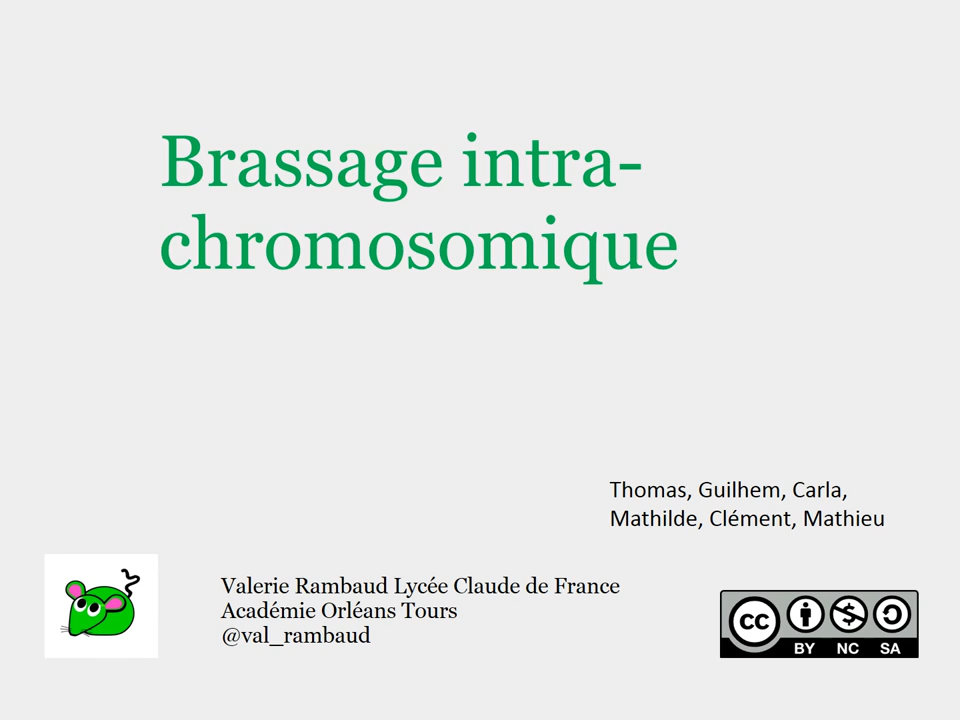 Brassage intra-
chromosomique
Thomas, Guilhem, Carla,
Mathilde, Clément, Mathieu
Valerie Rambaud Lycée Claude de France
Académie Orléans Tours
@val_rambaud
cc
BY NC SA